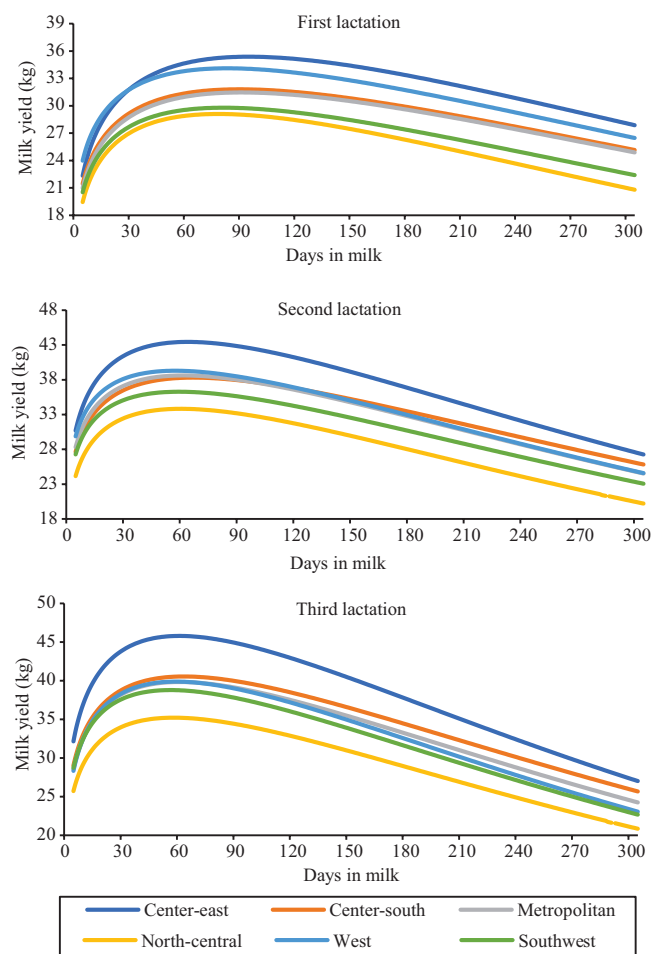 First lactation
Milk yield (kg)
39
36
33
30
27
24
21
18
0 30 60 90 120 150 180 210 240 270 300
Days in milk
Second lactation
Milk yield (kg)
48
43
38
33
28
23
18
0 30 60 90 120 150 180 210 240 270 300
Days in milk
Third lactation
Milk yield (kg)
50
45
40
35
30
25
20
0 30 60 90 120 150 180 210 240 270 300
Days in milk
Center-east Center-south Metropolitan
North-central West Southwest